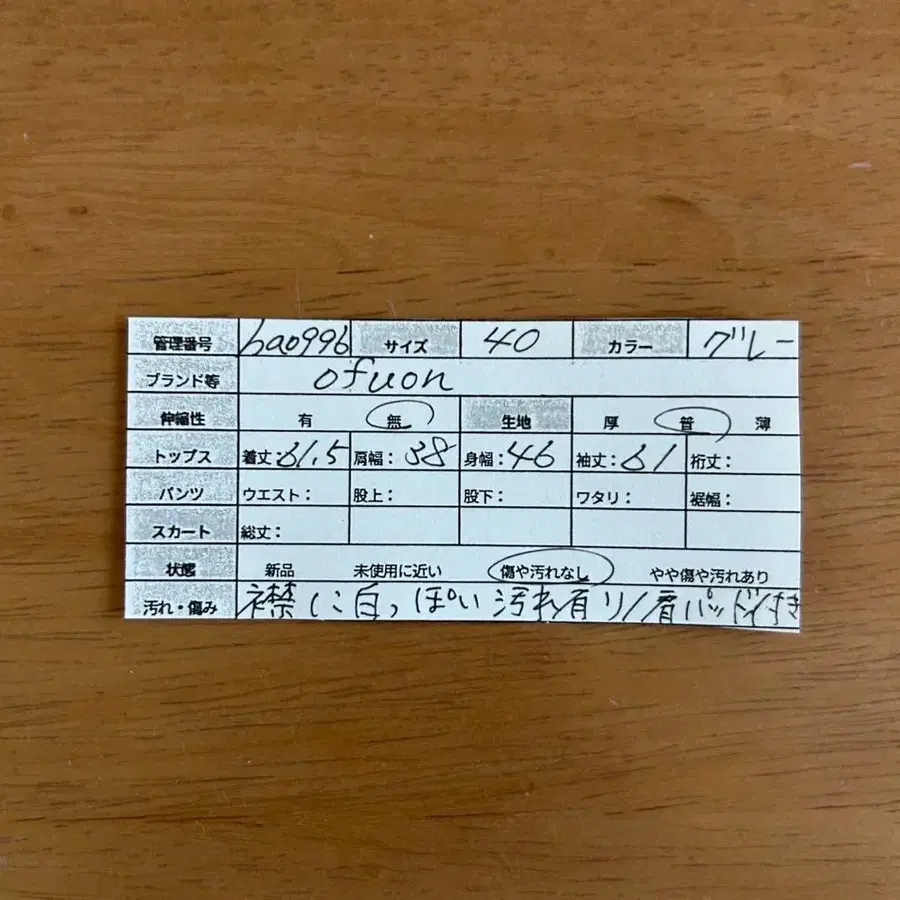 管理番号 ha0996 サイズ 40 カラー グレー
ブランド等 ofuon
伸縮性 有 無 生地 厚 普 薄
トップス 着丈:61.5 肩幅:38 身幅:46 袖丈:61 裄丈:
パンツ ウエスト: 股上: 股下: ワタリ: 裾幅:
スカート 総丈:
状態 新品 未使用に近い 傷や汚れなし やや傷や汚れあり
汚れ・傷み 襟に白っぽい汚れ有り/肩パッド付き